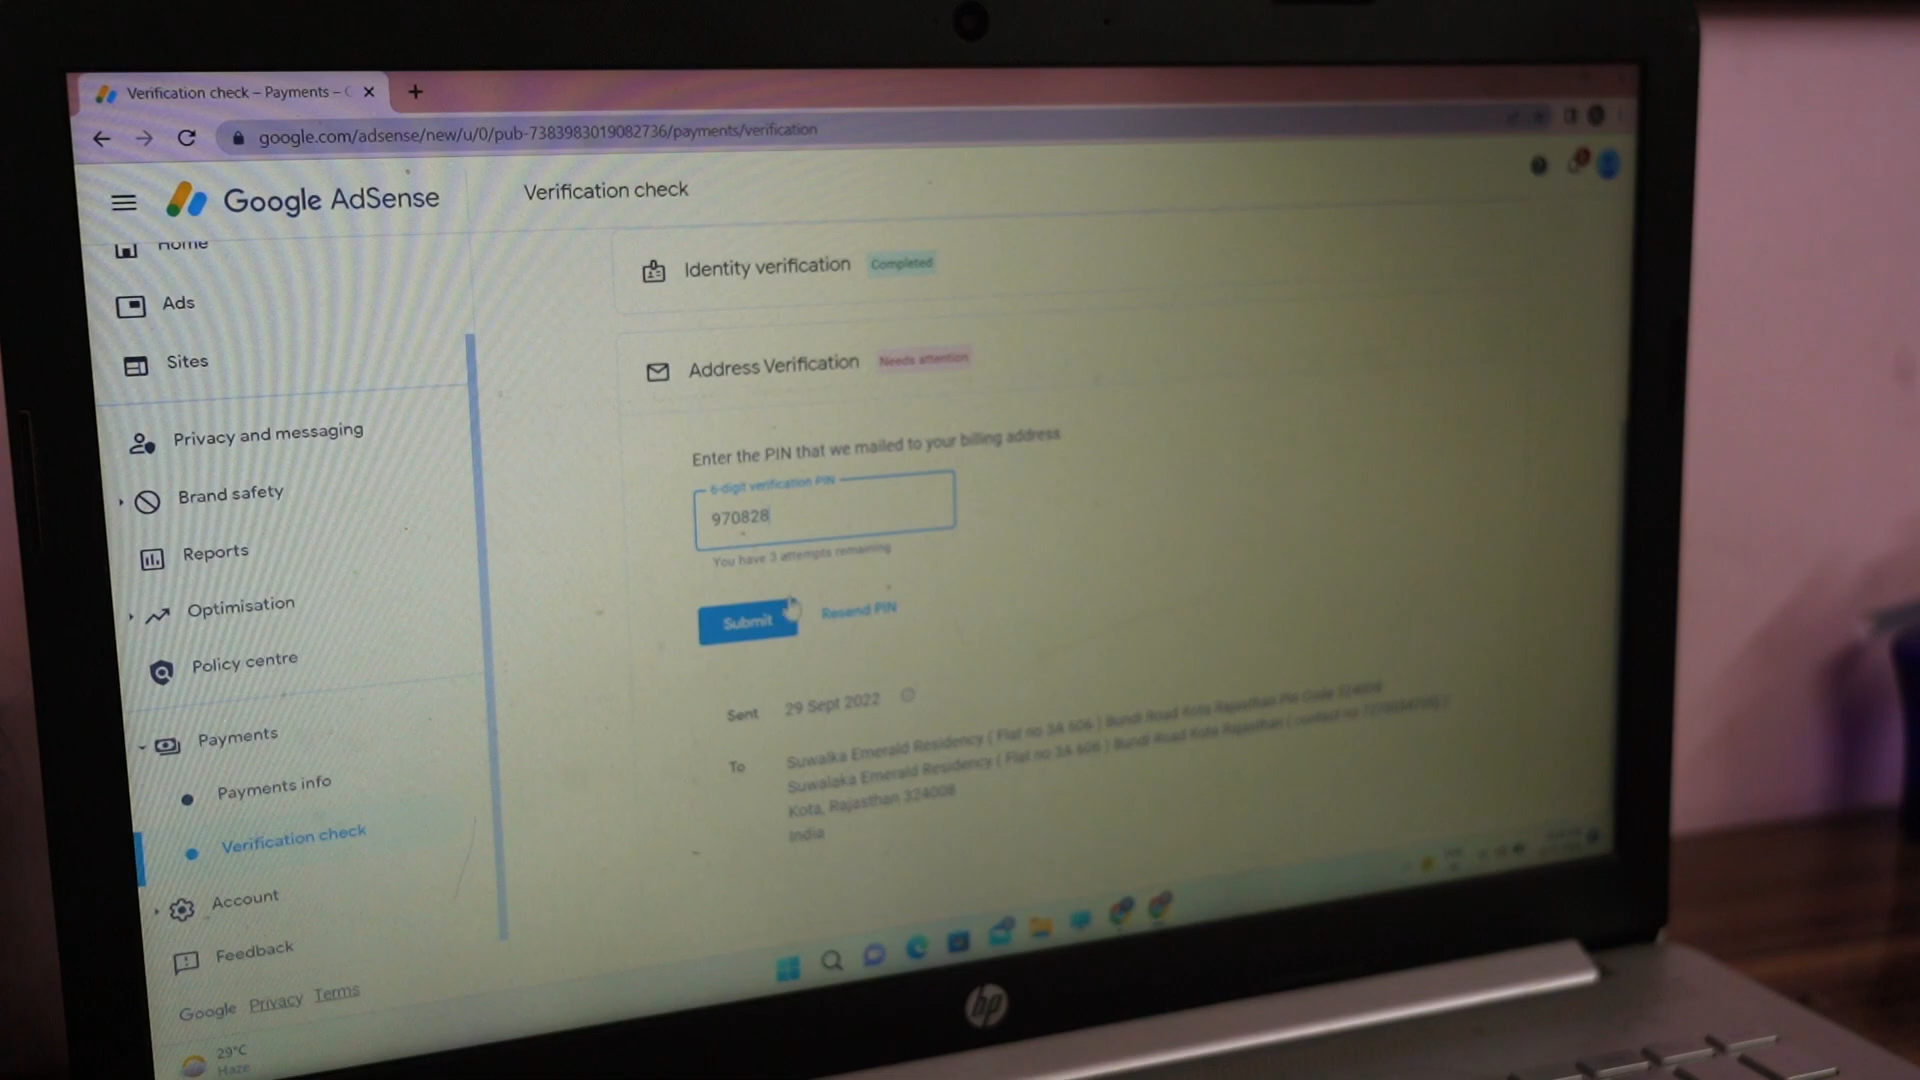 Verification check – Payments –
google.com/adsense/new/u/0/pub-7383983019082736/payments/verification
Google AdSense
Verification check
Home
Ads
Sites
Privacy and messaging
Brand safety
Reports
Optimisation
Policy centre
Payments
Payments info
Verification check
Account
Feedback
Google Privacy Terms
Identity verification Completed
Address Verification Needs attention
Enter the PIN that we mailed to your billing address
6-digit verification PIN
970828
You have 3 attempts remaining
Submit Resend PIN
Sent 29 Sept 2022
To Suwalka Emerald Residency ( Flat no 3A 606 ) Bundi Road Kota Rajasthan Pin Code 324008
Suwalaka Emerald Residency ( Flat no 3A 606 ) Bundi Road Kota Rajasthan ( contact no
Kota, Rajasthan 324008
India
29°C
Haze
hp